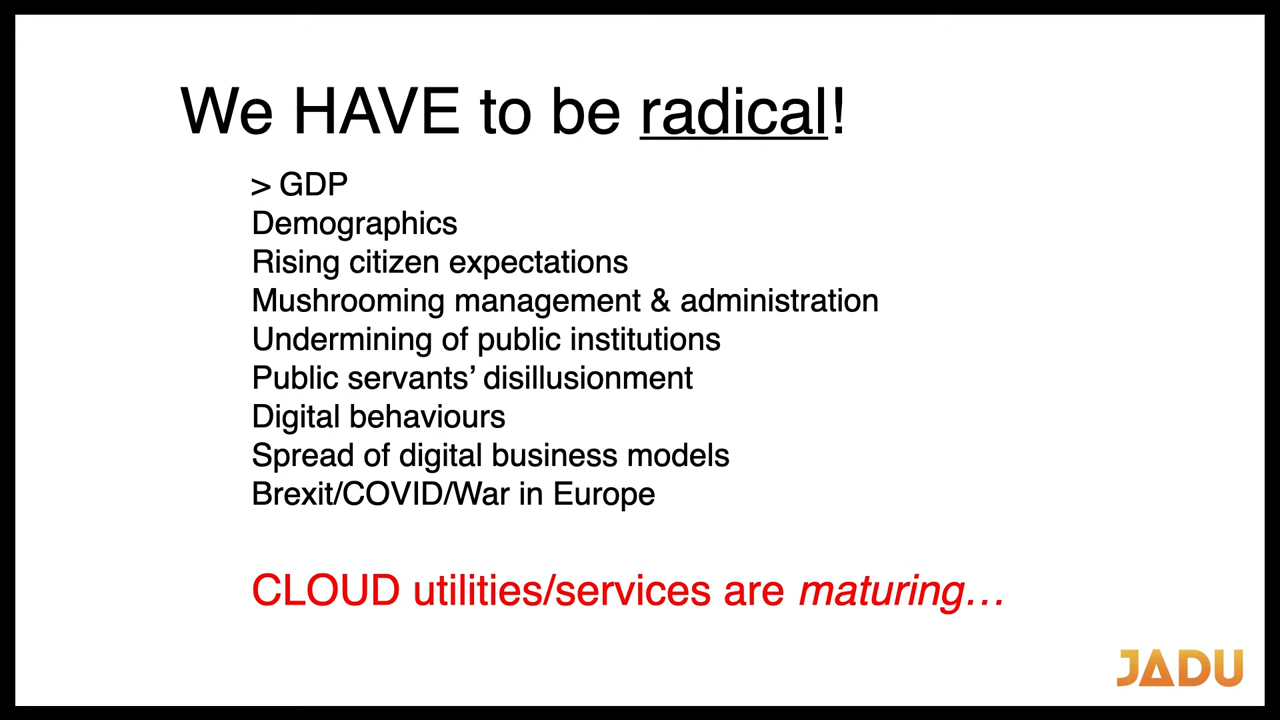 We HAVE to be radical!
> GDP
Demographics
Rising citizen expectations
Mushrooming management & administration
Undermining of public institutions
Public servants’ disillusionment
Digital behaviours
Spread of digital business models
Brexit/COVID/War in Europe
CLOUD utilities/services are maturing…
JADU